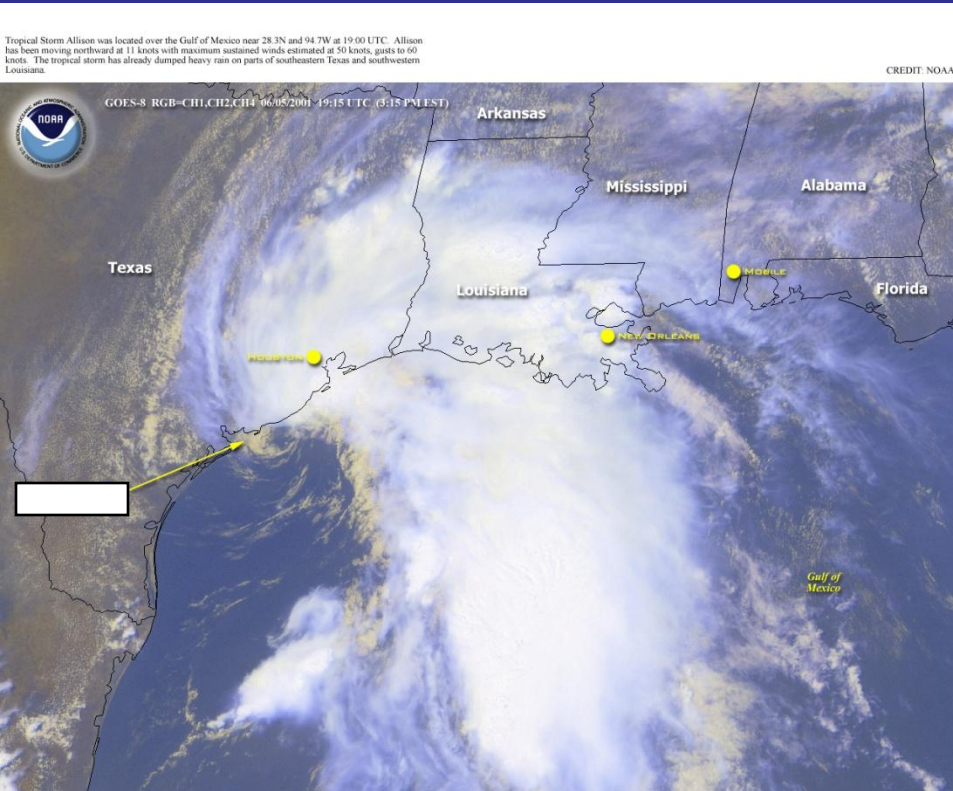 Tropical Storm Allison was located over the Gulf of Mexico near 28.3N and 94.7W at 19:00 UTC. Allison
has been moving northward at 11 knots with maximum sustained winds estimated at 50 knots, gusts to 60
knots. The tropical storm has already dumped heavy rain on parts of southeastern Texas and southwestern
Louisiana.
CREDIT: NOAA
GOES-8 RGB=CH1,CH2,CH4 06/05/2001 19:15 UTC (3:15 PM EST)
NOAA
Arkansas
Mississippi
Alabama
Texas
MOBILE
Louisiana
Florida
NEW ORLEANS
HOUSTON
Gulf of
Mexico